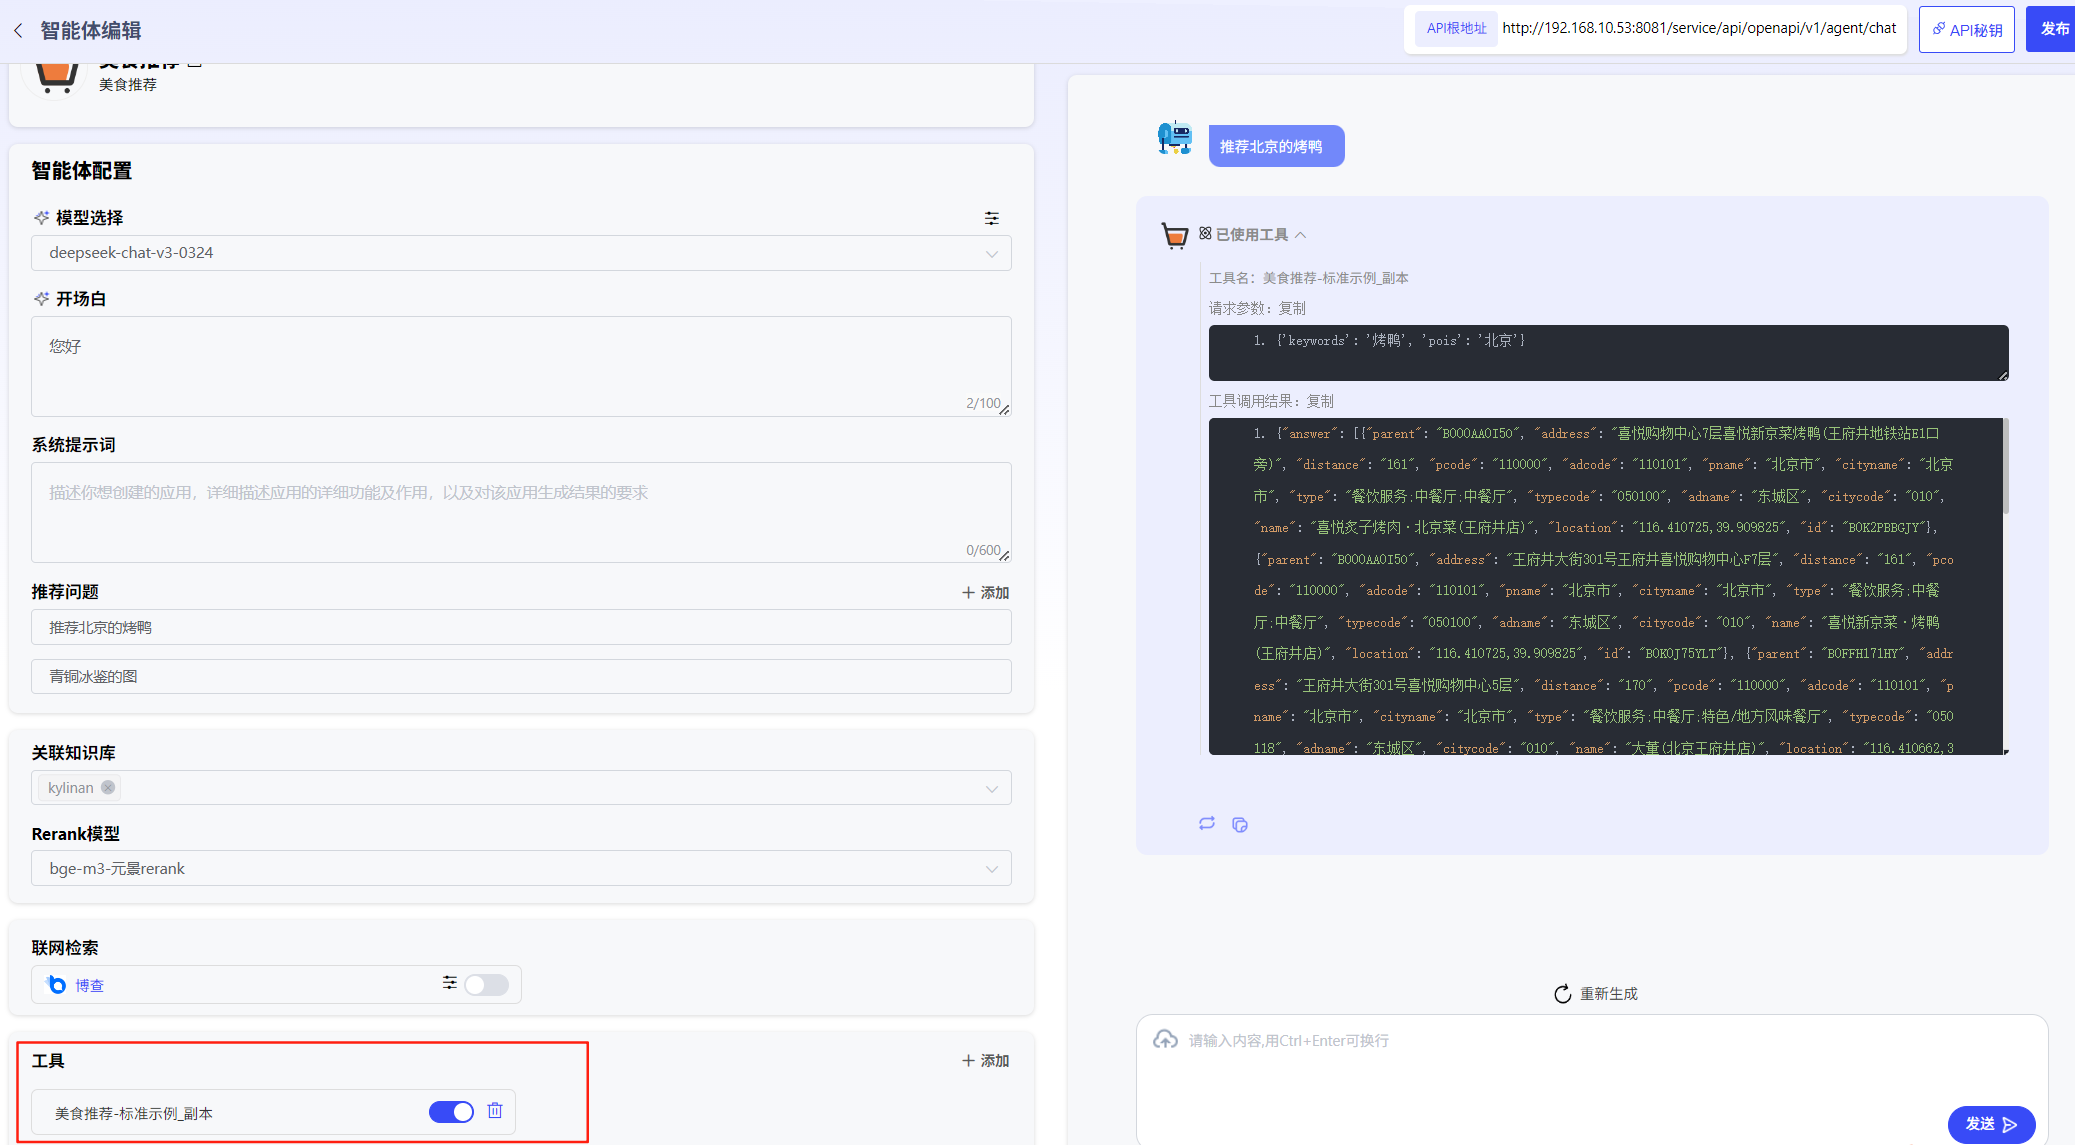 智能体编辑
API根地址 http://192.168.10.53:8081/service/api/openapi/v1/agent/chat
API秘钥
发布
美食推荐
美食推荐
智能体配置
模型选择
deepseek-chat-v3-0324
开场白
您好
2/100
系统提示词
描述你想创建的应用，详细描述应用的详细功能及作用，以及对该应用生成结果的要求
0/600
推荐问题
添加
推荐北京的烤鸭
青铜冰鉴的图
关联知识库
kylinan
Rerank模型
bge-m3-元景rerank
联网检索
博查
工具
添加
美食推荐-标准示例_副本
推荐北京的烤鸭
已使用工具
工具名：美食推荐-标准示例_副本
请求参数：复制
1. {'keywords': '烤鸭', 'pois': '北京'}
工具调用结果：复制
1. {"answer": [{"parent": "B000AA0I5O", "address": "喜悦购物中心7层喜悦新京菜烤鸭(王府井地铁站E1口
旁)", "distance": "161", "pcode": "110000", "adcode": "110101", "pname": "北京市", "cityname": "北京
市", "type": "餐饮服务;中餐厅;中餐厅", "typecode": "050100", "adname": "东城区", "citycode": "010",
"name": "喜悦炙子烤肉·北京菜(王府井店)", "location": "116.410725,39.909825", "id": "B0K2PBBGJY"},
{"parent": "B000AA0I5O", "address": "王府井大街301号王府井喜悦购物中心F7层", "distance": "161", "pco
de": "110000", "adcode": "110101", "pname": "北京市", "cityname": "北京市", "type": "餐饮服务;中餐
厅;中餐厅", "typecode": "050100", "adname": "东城区", "citycode": "010", "name": "喜悦新京菜·烤鸭
(王府井店)", "location": "116.410725,39.909825", "id": "B0K0J75YLT"}, {"parent": "B0FFH171HY", "addr
ess": "王府井大街301号喜悦购物中心5层", "distance": "170", "pcode": "110000", "adcode": "110101", "p
name": "北京市", "cityname": "北京市", "type": "餐饮服务;中餐厅;特色/地方风味餐厅", "typecode": "050
118", "adname": "东城区", "citycode": "010", "name": "大董(北京王府井店)", "location": "116.410662,3
重新生成
请输入内容,用Ctrl+Enter可换行
发送